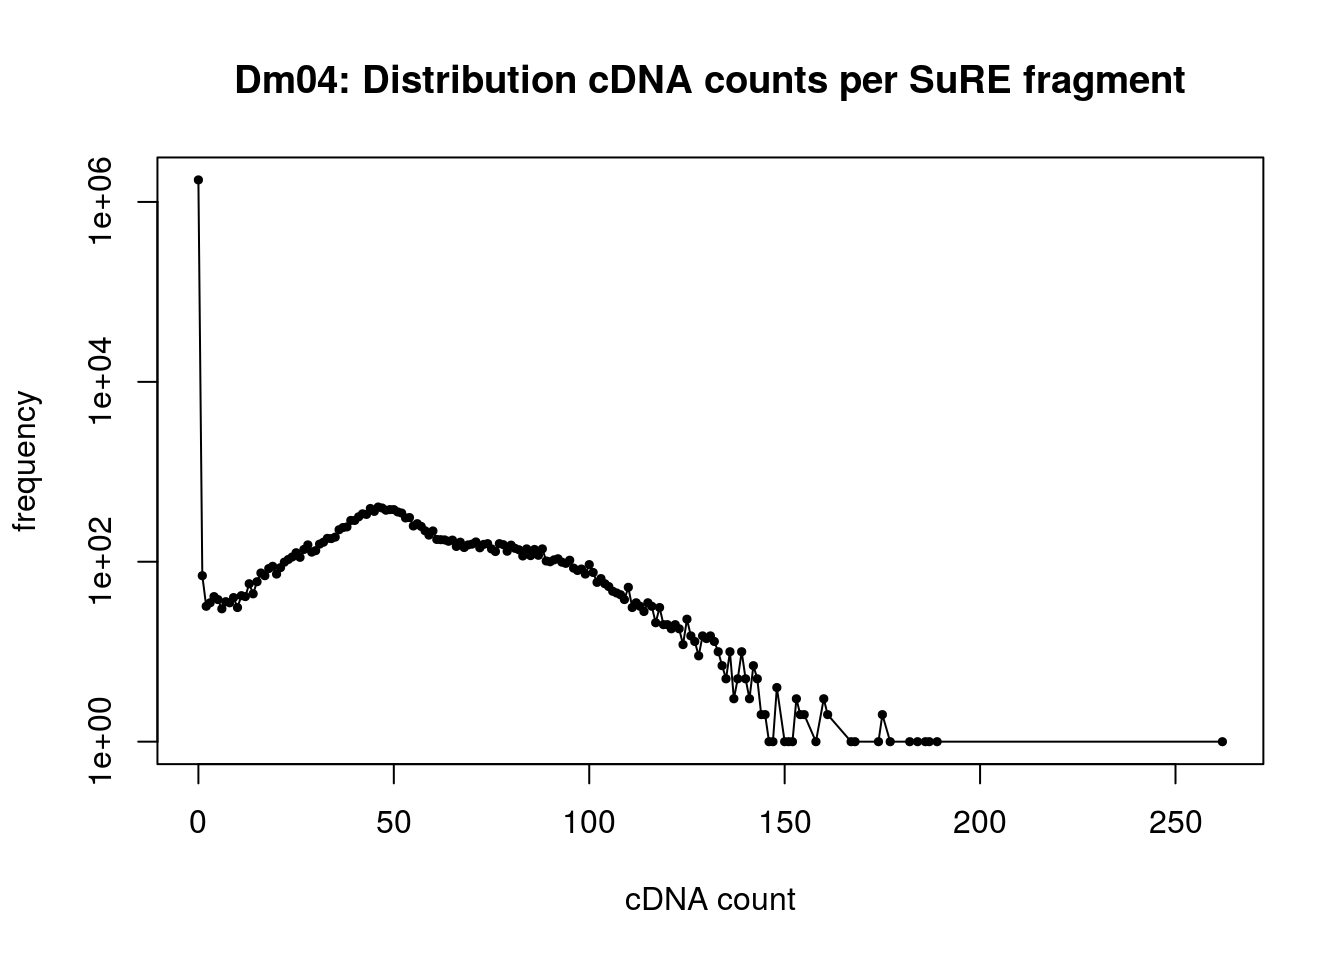 Dm04: Distribution cDNA counts per SuRE fragment
frequency
1e+06
1e+04
1e+02
1e+00
0 50 100 150 200 250
cDNA count